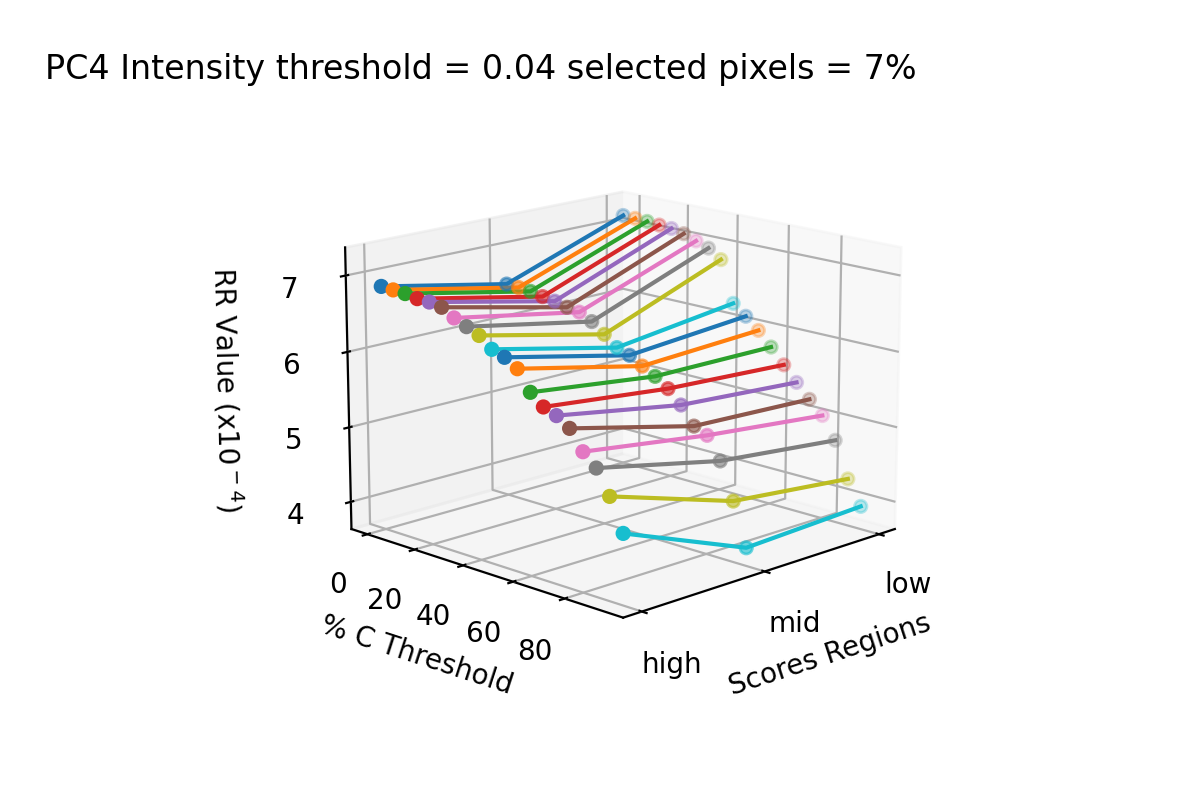 PC4 Intensity threshold = 0.04 selected pixels = 7%
RR Value (x10⁻⁴)
7
6
5
4
0
20
40
60
80
% C Threshold
high
mid
low
Scores Regions